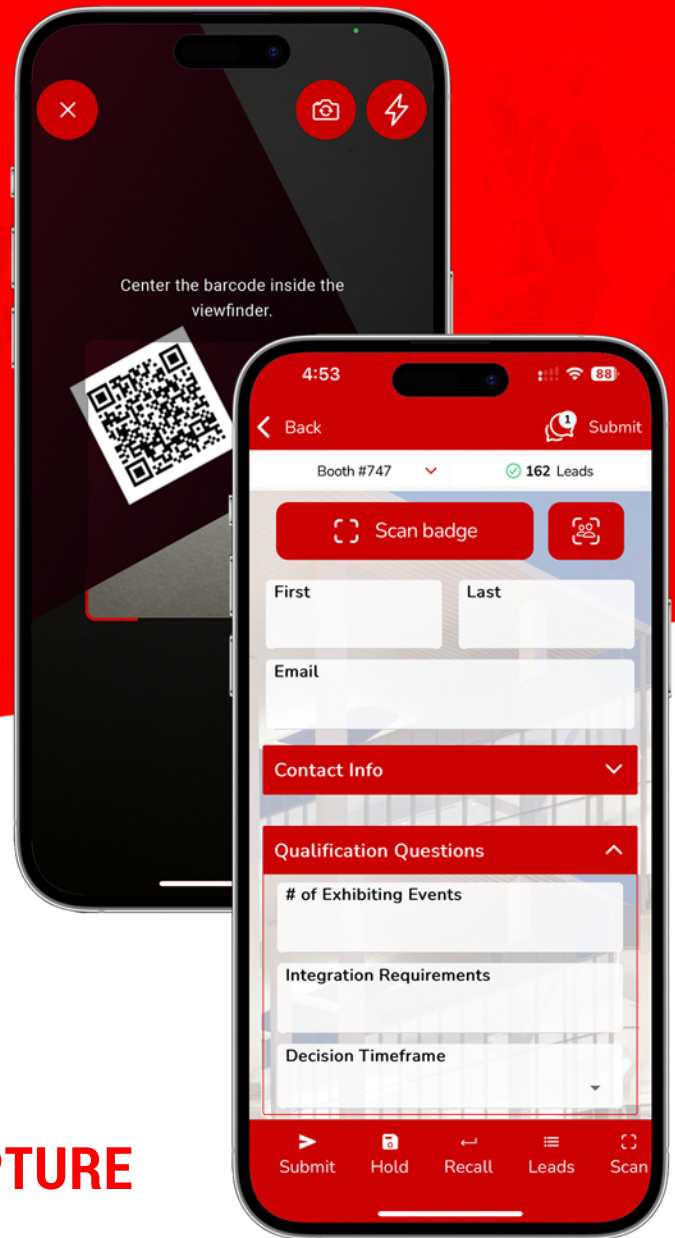 Center the barcode inside the
viewfinder.
4:53
88
Back
1
Submit
Booth #747
162 Leads
Scan badge
First
Last
Email
Contact Info
Qualification Questions
# of Exhibiting Events
Integration Requirements
Decision Timeframe
Submit
Hold
Recall
Leads
Scan
PTURE